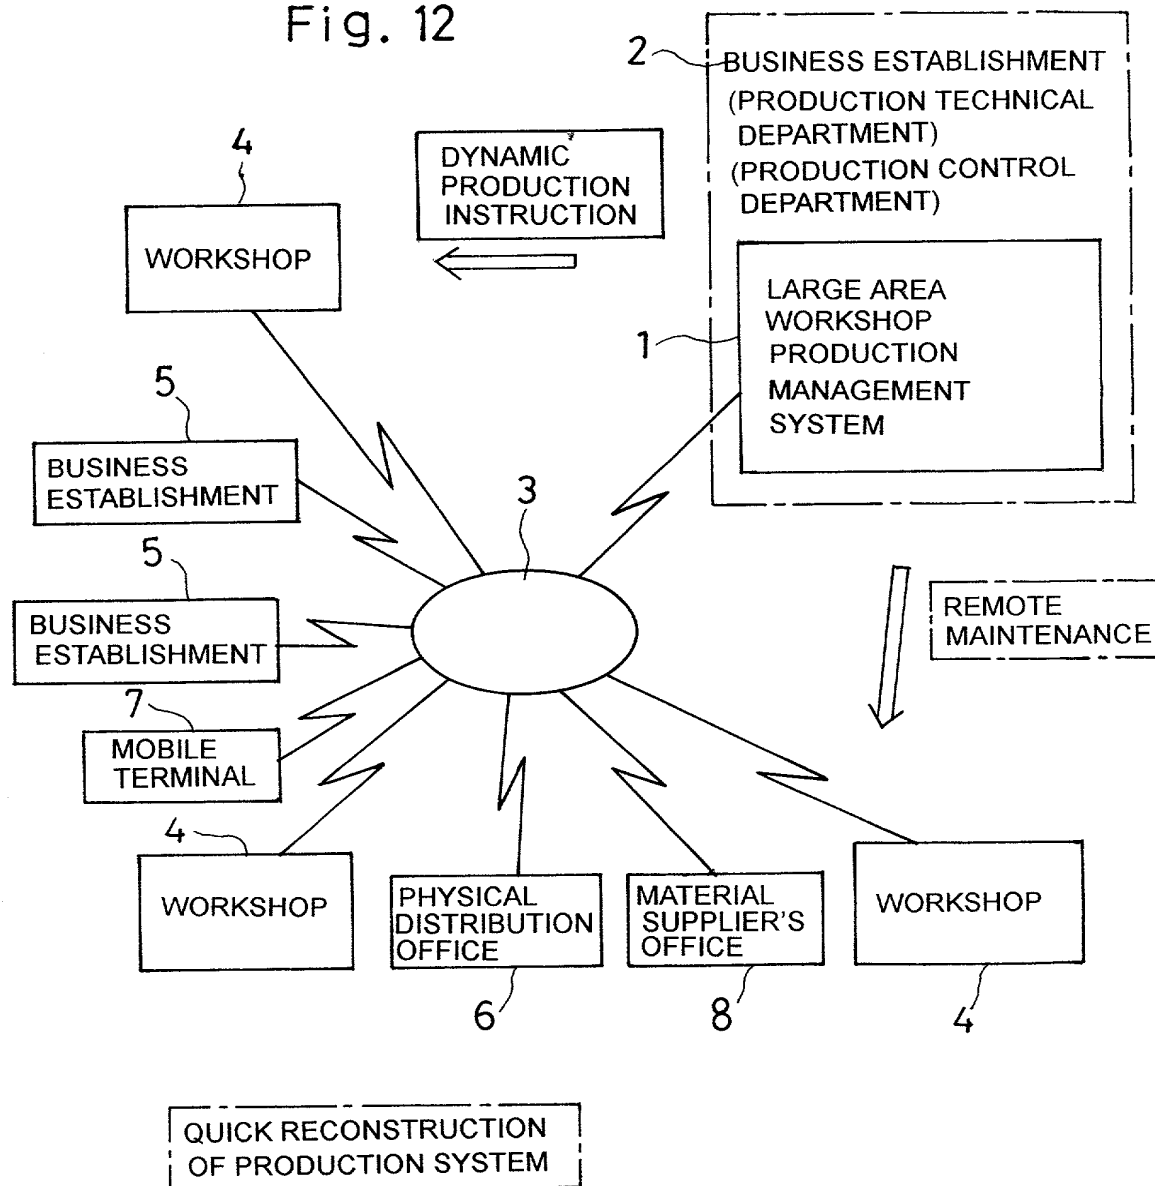 Fig. 12
2
BUSINESS ESTABLISHMENT
(PRODUCTION TECHNICAL
DEPARTMENT)
(PRODUCTION CONTROL
DEPARTMENT)
4
DYNAMIC
PRODUCTION
INSTRUCTION
WORKSHOP
1
LARGE AREA
WORKSHOP
PRODUCTION
MANAGEMENT
SYSTEM
5
BUSINESS
ESTABLISHMENT
3
5
BUSINESS
ESTABLISHMENT
REMOTE
MAINTENANCE
7
MOBILE
TERMINAL
4
WORKSHOP
PHYSICAL
DISTRIBUTION
OFFICE
6
MATERIAL
SUPPLIER'S
OFFICE
8
WORKSHOP
4
QUICK RECONSTRUCTION
OF PRODUCTION SYSTEM